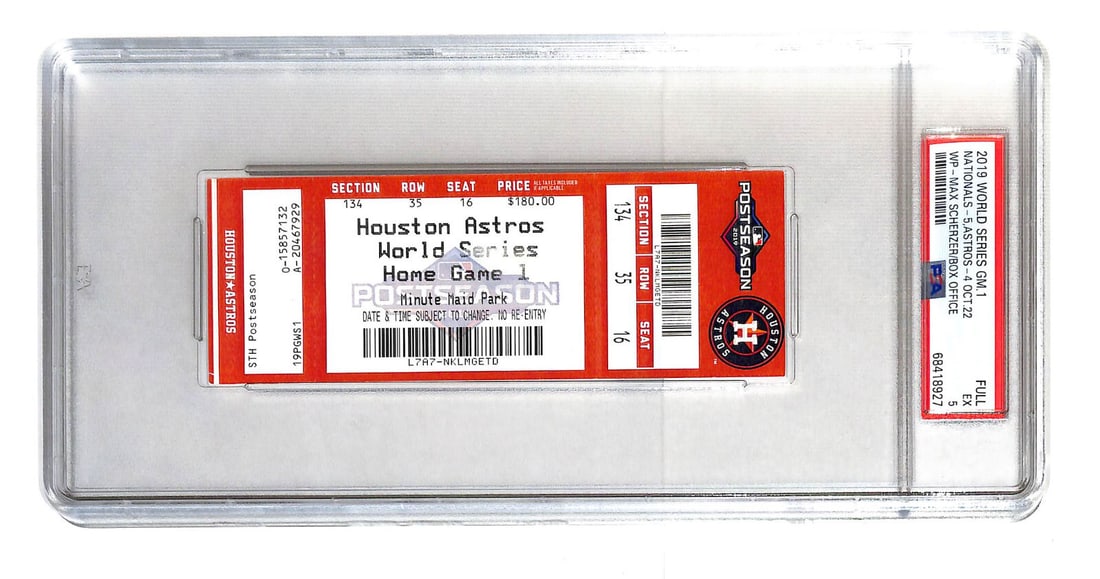 HOUSTON★ASTROS
STH Postseason
0-15857132
A-20467929
19PGWS1
SECTION ROW SEAT PRICE ALL TAXES INCLUDED IF APPLICABLE
134 35 16 $180.00
Houston Astros
World Series
Home Game 1
POSTSEASON
Minute Maid Park
DATE & TIME SUBJECT TO CHANGE. NO RE-ENTRY
L7A7-NKLMGETD
SECTION ROW SEAT
134 35 16
L7A7-NKLMGETD
POSTSEASON
2019
HOUSTON
ASTROS
2019 WORLD SERIES GM.1 FULL
NATIONALS-5,ASTROS-4 OCT.22 EX
WP-MAX SCHERZER/BOX OFFICE 5
PSA
68418927